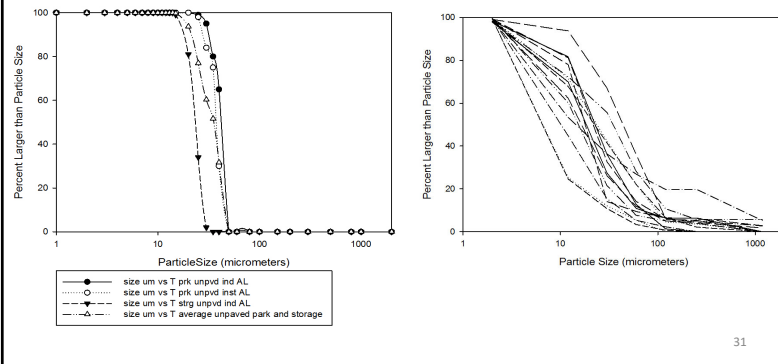 Percent Larger than Particle Size
100
80
60
40
20
0
1
10
100
1000
ParticleSize (micrometers)
size um vs T prk unpvd ind AL
size um vs T prk unpvd inst AL
size um vs T strg unpvd ind AL
size um vs T average unpaved park and storage
Percent Larger than Particle Size
100
80
60
40
20
0
1
10
100
1000
Particle Size (micrometers)
31